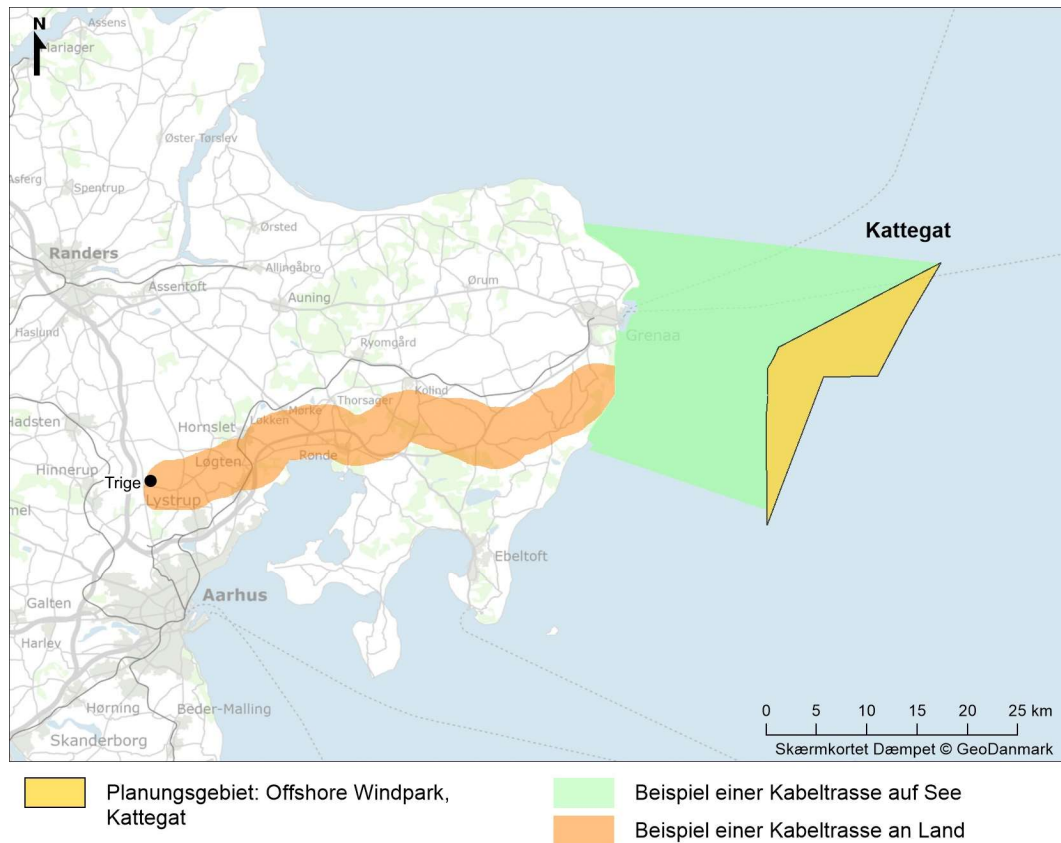 N
Assens
Mariager
Øster Tørslev
Asferg
Spentrup
Ørsted
Randers
Allingåbro
Assentoft
Ørum
Auning
Haslund
Ryomgård
Grenaa
Kattegat
Kolind
Thorsager
Mørke
Løkken
Hadsten
Hornslet
Rønde
Hinnerup
Løgten
Trige
Lystrup
mel
Ebeltoft
Galten
Aarhus
Harlev
Hørning
Beder-Malling
Skanderborg
0 5 10 15 20 25 km
Skærmkortet Dæmpet © GeoDanmark
Planungsgebiet: Offshore Windpark,
Kattegat
Beispiel einer Kabeltrasse auf See
Beispiel einer Kabeltrasse an Land